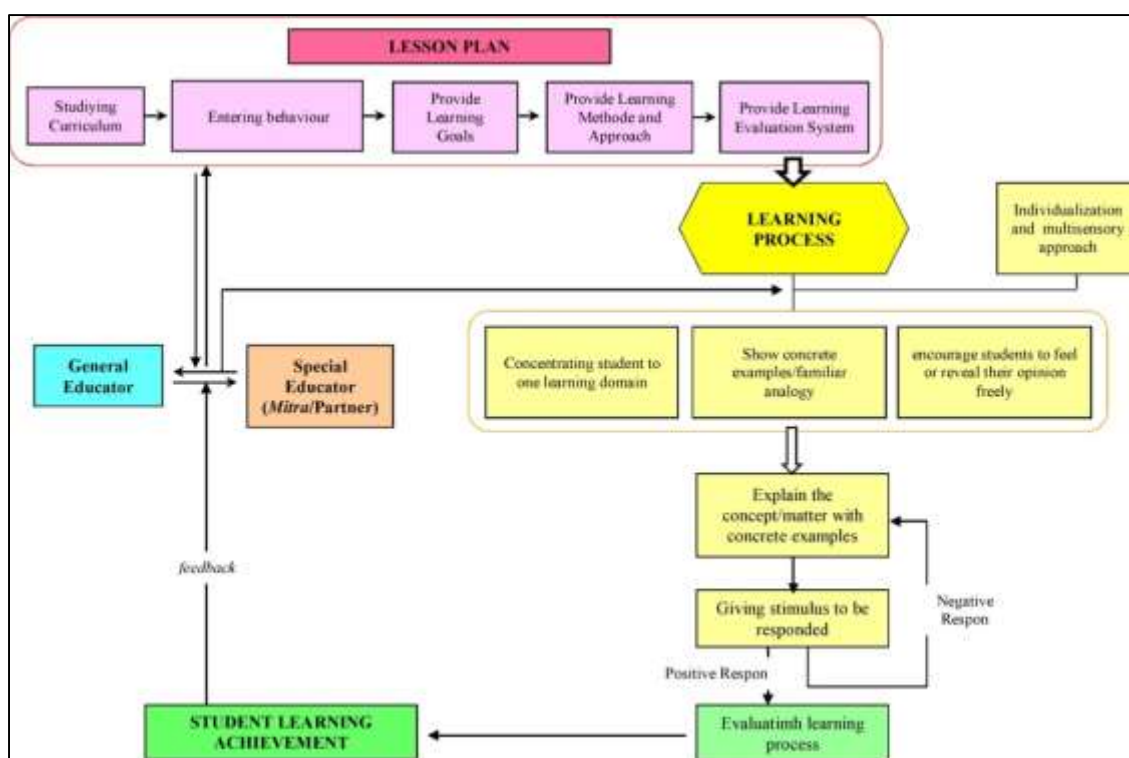 LESSON PLAN
Studiying
Curriculum
Entering behaviour
Provide
Learning
Goals
Provide Learning
Methode and
Approach
Provide Learning
Evaluation System
LEARNING
PROCESS
Individualization
and multisensory
approach
General
Educator
Special
Educator
(Mitra/Partner)
Concentrating student to
one learning domain
Show concrete
examples/familiar
analogy
encourage students to feel
or reveal their opinion
freely
Explain the
concept/matter with
concrete examples
feedback
Giving stimulus to be
responded
Negative
Respon
Positive Respon
STUDENT LEARNING
ACHIEVEMENT
Evaluatimh learning
process